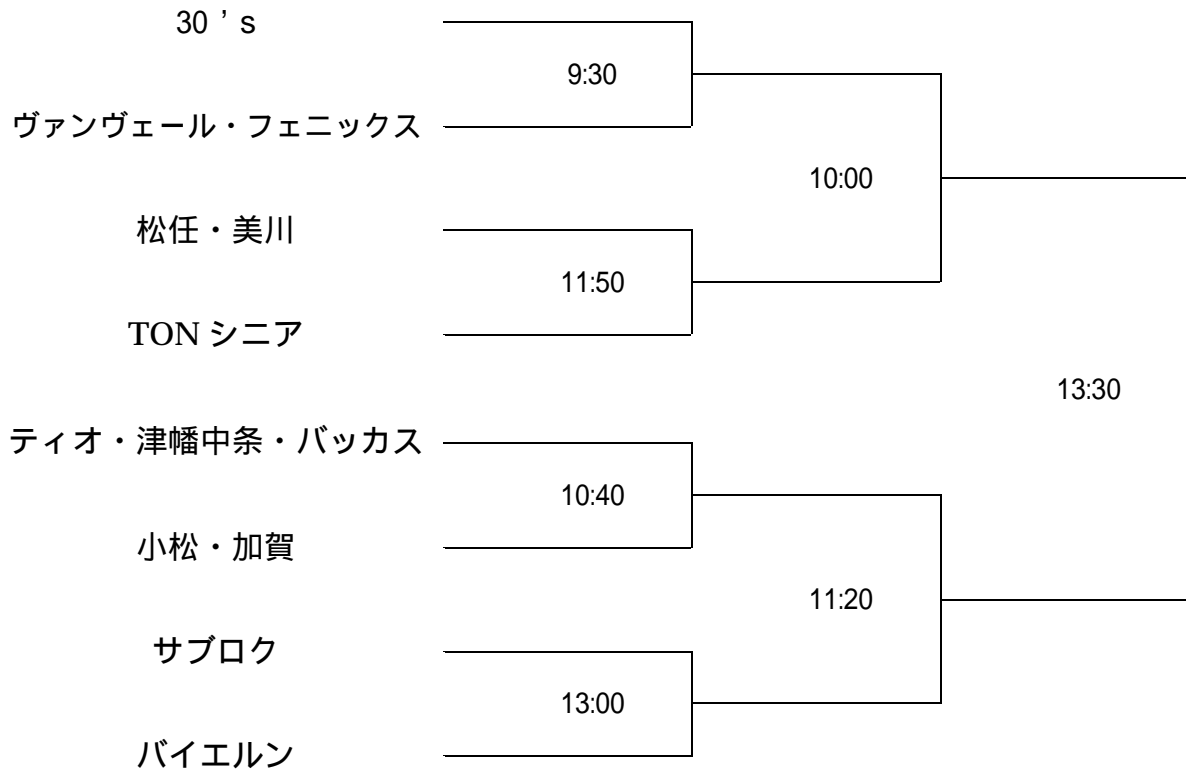 30 ’ s
9:30
ヴァンヴェール・フェニックス
10:00
松任・美川
11:50
TON シニア
13:30
ティオ・津幡中条・バッカス
10:40
小松・加賀
11:20
サブロク
13:00
バイエルン